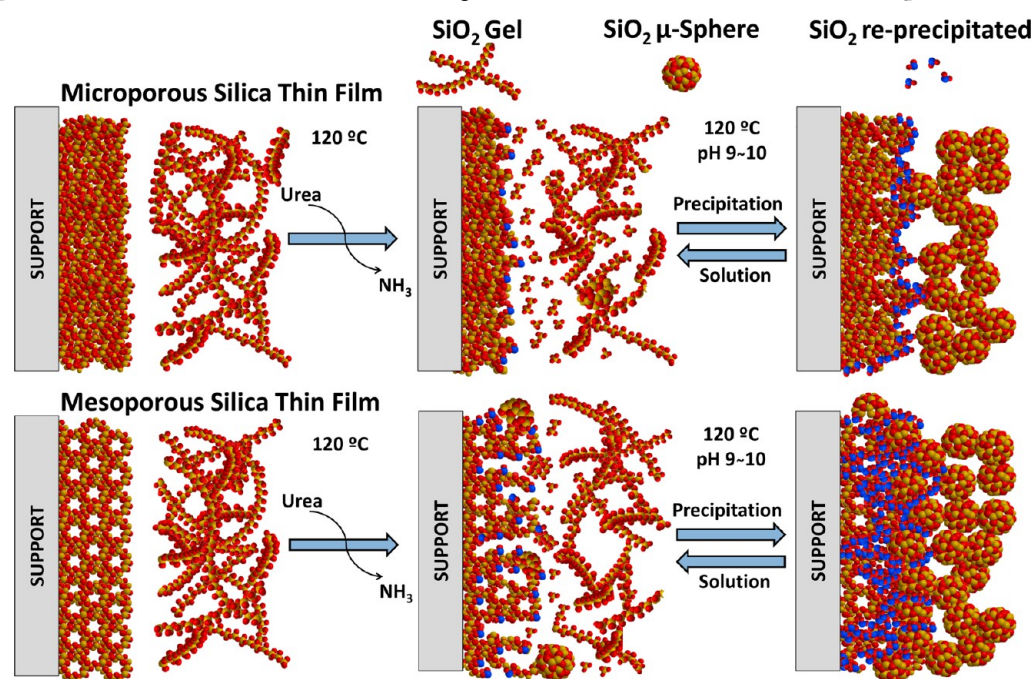 SiO₂ Gel
SiO₂ μ-Sphere
SiO₂ re-precipitated
Microporous Silica Thin Film
SUPPORT
120 ºC
Urea
NH₃
SUPPORT
120 ºC
pH 9~10
Precipitation
Solution
SUPPORT
Mesoporous Silica Thin Film
SUPPORT
120 ºC
Urea
NH₃
SUPPORT
120 ºC
pH 9~10
Precipitation
Solution
SUPPORT